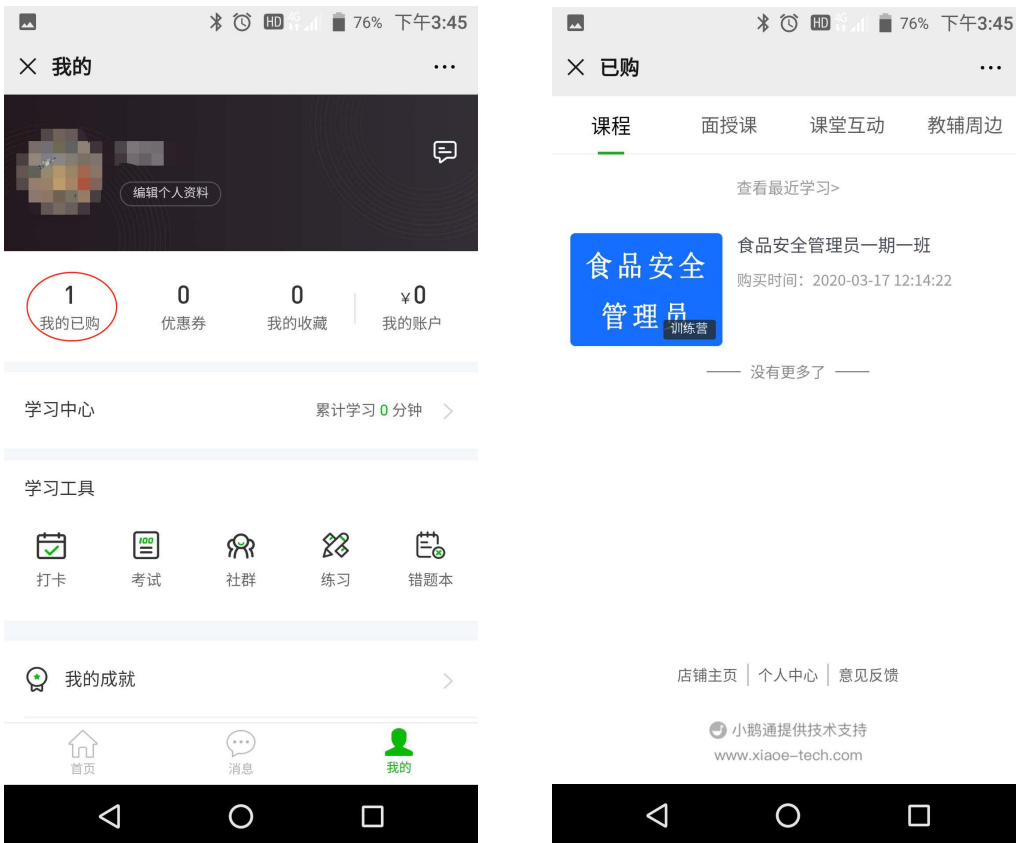 HD 4G 76% 下午3:45
我的
编辑个人资料
1 0 0 ¥0
我的已购 优惠券 我的收藏 我的账户
学习中心 累计学习 0 分钟
学习工具
100
打卡 考试 社群 练习 错题本
我的成就
首页 消息 我的
HD 4G 76% 下午3:45
已购
课程 面授课 课堂互动 教辅周边
查看最近学习>
食品安全
管理员
训练营
食品安全管理员一期一班
购买时间：2020-03-17 12:14:22
没有更多了
店铺主页 | 个人中心 | 意见反馈
小鹅通提供技术支持
www.xiaoe-tech.com